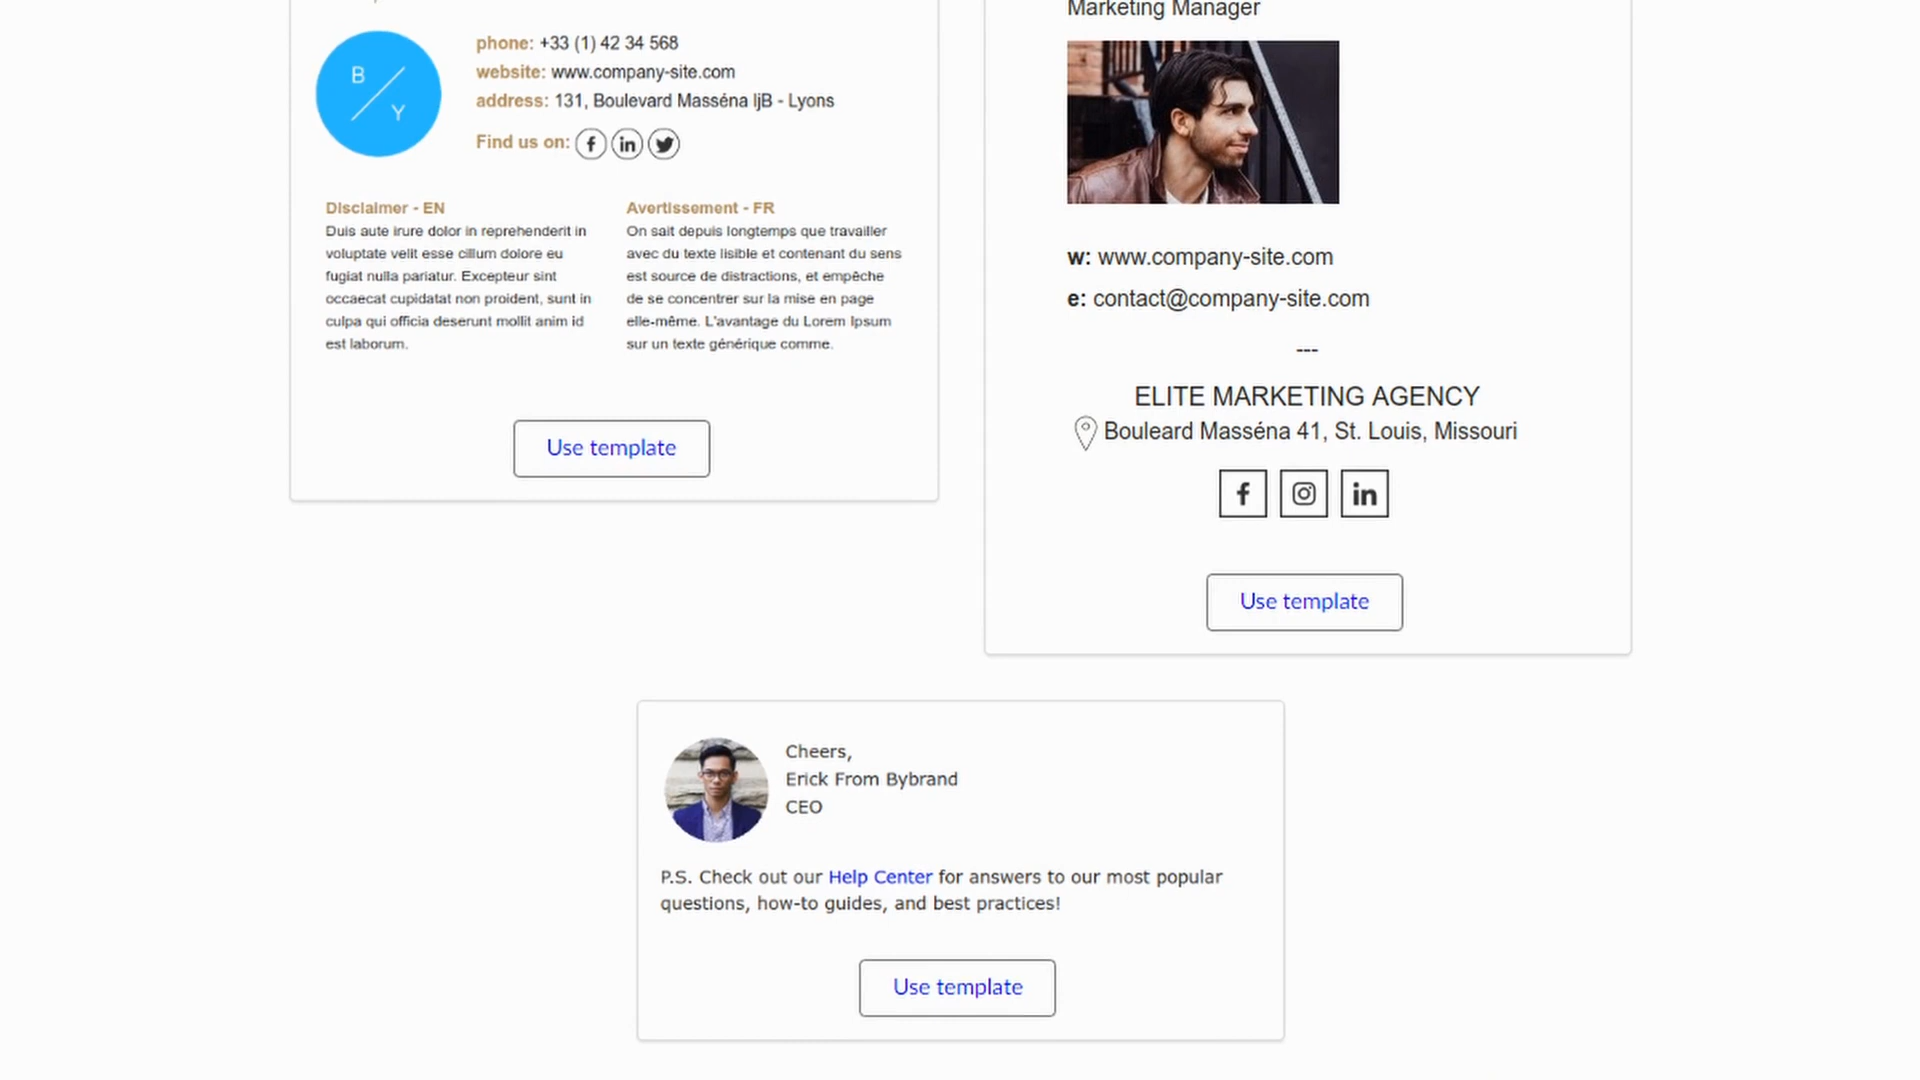 phone: +33 (1) 42 34 568
website: www.company-site.com
address: 131, Boulevard Masséna ljB - Lyons
Find us on:
B
Y
Disclaimer - EN
Duis aute irure dolor in reprehenderit in
voluptate velit esse cillum dolore eu
fugiat nulla pariatur. Excepteur sint
occaecat cupidatat non proident, sunt in
culpa qui officia deserunt mollit anim id
est laborum.
Avertissement - FR
On sait depuis longtemps que travailler
avec du texte lisible et contenant du sens
est source de distractions, et empêche
de se concentrer sur la mise en page
elle-même. L'avantage du Lorem Ipsum
sur un texte générique comme.
Use template
Marketing Manager
w: www.company-site.com
e: contact@company-site.com
---
ELITE MARKETING AGENCY
Bouleard Masséna 41, St. Louis, Missouri
Use template
Cheers,
Erick From Bybrand
CEO
P.S. Check out our Help Center for answers to our most popular
questions, how-to guides, and best practices!
Use template